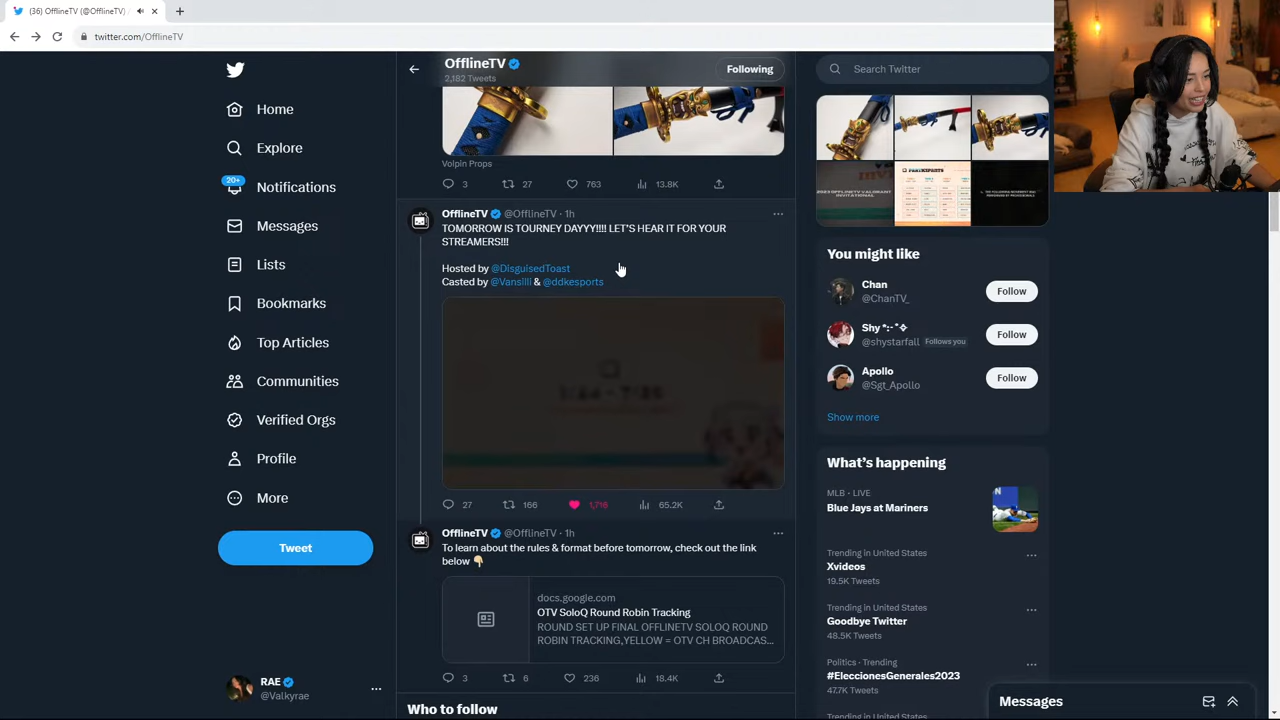 (36) OfflineTV (@OfflineTV) /
twitter.com/OfflineTV
Home
Explore
20+
Notifications
Messages
Lists
Bookmarks
Top Articles
Communities
Verified Orgs
Profile
More
Tweet
RAE
@Valkyrae
OfflineTV
2,182 Tweets
Following
Volpin Props
3 27 763 13.8K
OfflineTV @OfflineTV · 1h
TOMORROW IS TOURNEY DAYYY!!!! LET'S HEAR IT FOR YOUR
STREAMERS!!!
Hosted by @DisguisedToast
Casted by @Vansilli & @ddkesports
27 166 1,716 65.2K
OfflineTV @OfflineTV · 1h
To learn about the rules & format before tomorrow, check out the link
below 👇🏼
docs.google.com
OTV SoloQ Round Robin Tracking
ROUND SET UP FINAL OFFLINETV SOLOQ ROUND
ROBIN TRACKING,YELLOW = OTV CH BROADCAS...
3 6 236 18.4K
Who to follow
Search Twitter
You might like
Chan
@ChanTV_
Follow
Shy *:･ﾟ✧
@shystarfall Follows you
Follow
Apollo
@Sgt_Apollo
Follow
Show more
What's happening
MLB · LIVE
Blue Jays at Mariners
Trending in United States
Xvideos
19.5K Tweets
Trending in United States
Goodbye Twitter
48.5K Tweets
Politics · Trending
#EleccionesGenerales2023
47.7K Tweets
Trending in United States
Messages